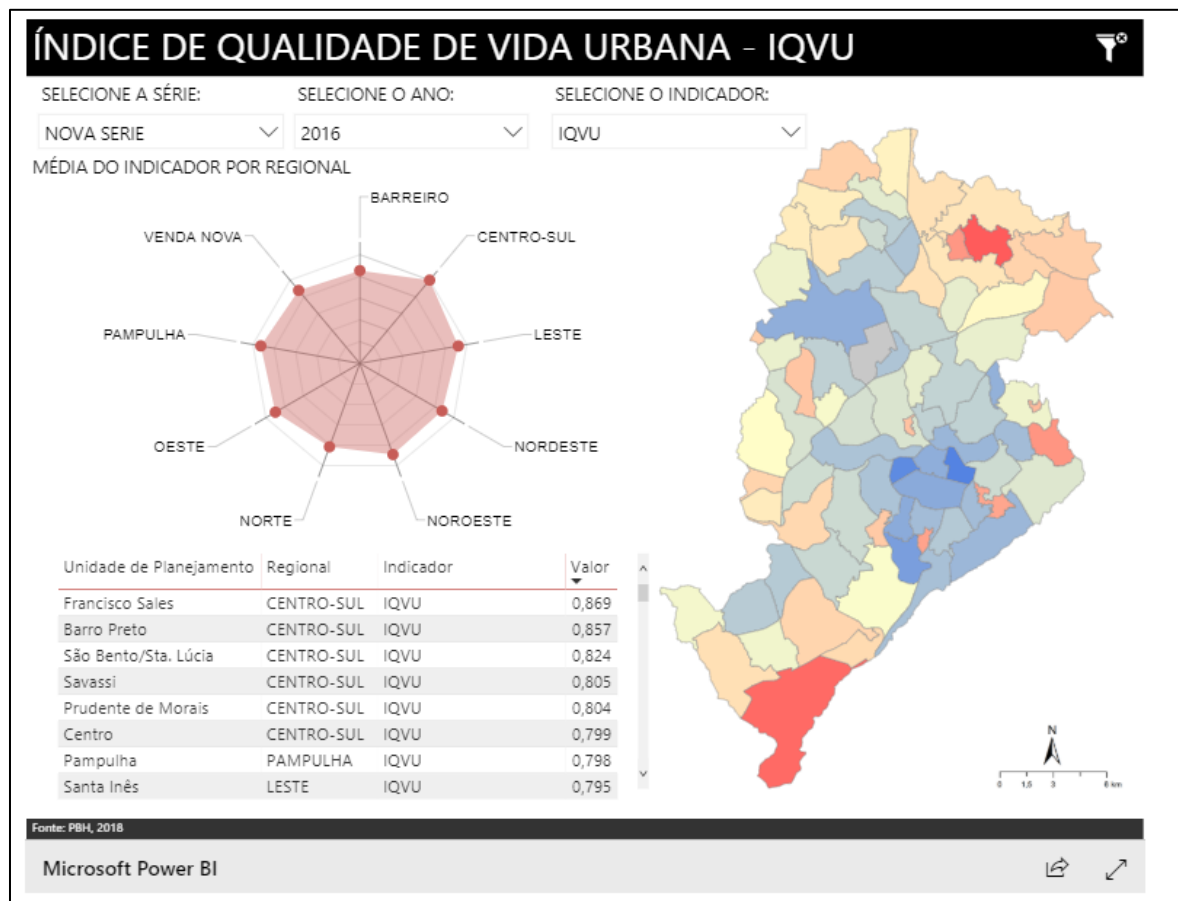 ÍNDICE DE QUALIDADE DE VIDA URBANA - IQVU
SELECIONE A SÉRIE: SELECIONE O ANO: SELECIONE O INDICADOR:
NOVA SERIE 2016 IQVU
MÉDIA DO INDICADOR POR REGIONAL
BARREIRO
VENDA NOVA CENTRO-SUL
PAMPULHA LESTE
OESTE NORDESTE
NORTE NOROESTE
Unidade de Planejamento Regional Indicador Valor
Francisco Sales CENTRO-SUL IQVU 0,869
Barro Preto CENTRO-SUL IQVU 0,857
São Bento/Sta. Lúcia CENTRO-SUL IQVU 0,824
Savassi CENTRO-SUL IQVU 0,805
Prudente de Morais CENTRO-SUL IQVU 0,804
Centro CENTRO-SUL IQVU 0,799
Pampulha PAMPULHA IQVU 0,798
Santa Inês LESTE IQVU 0,795
N
0 1,5 3 6 km
Fonte: PBH, 2018
Microsoft Power BI